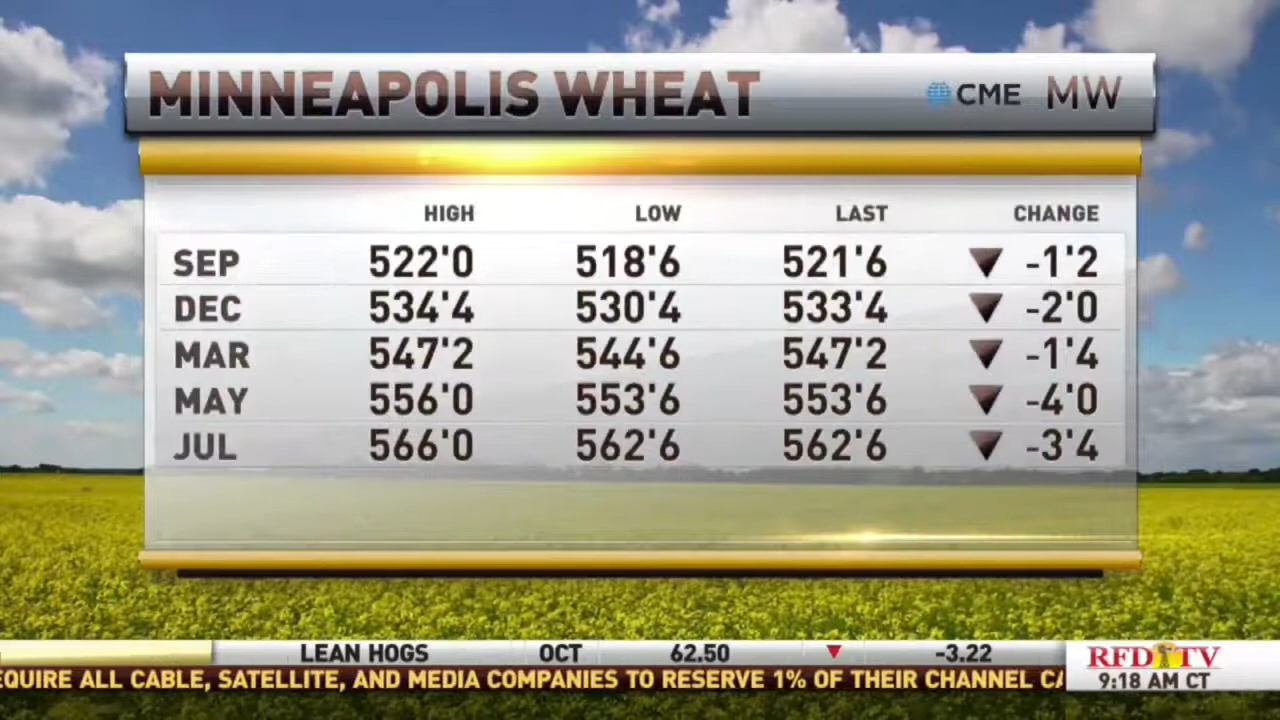 MINNEAPOLIS WHEAT CME MW
HIGH LOW LAST CHANGE
SEP 522'0 518'6 521'6 -1'2
DEC 534'4 530'4 533'4 -2'0
MAR 547'2 544'6 547'2 -1'4
MAY 556'0 553'6 553'6 -4'0
JUL 566'0 562'6 562'6 -3'4
LEAN HOGS OCT 62.50 -3.22
RFD TV
EQUIRE ALL CABLE, SATELLITE, AND MEDIA COMPANIES TO RESERVE 1% OF THEIR CHANNEL CA
9:18 AM CT